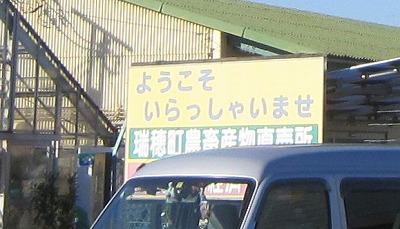 ようこそ
いらっしゃいませ
瑞穂町農畜産物直売所